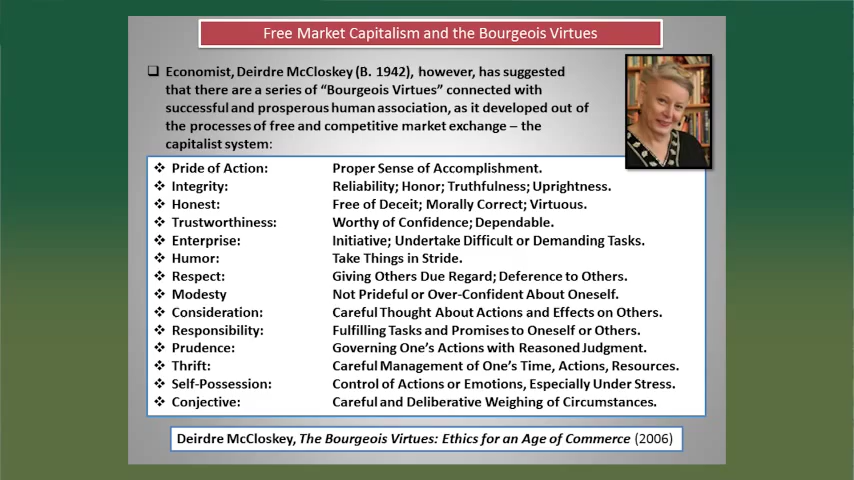 Free Market Capitalism and the Bourgeois Virtues
❑ Economist, Deirdre McCloskey (B. 1942), however, has suggested
that there are a series of "Bourgeois Virtues" connected with
successful and prosperous human association, as it developed out of
the processes of free and competitive market exchange – the
capitalist system:
❖ Pride of Action: Proper Sense of Accomplishment.
❖ Integrity: Reliability; Honor; Truthfulness; Uprightness.
❖ Honest: Free of Deceit; Morally Correct; Virtuous.
❖ Trustworthiness: Worthy of Confidence; Dependable.
❖ Enterprise: Initiative; Undertake Difficult or Demanding Tasks.
❖ Humor: Take Things in Stride.
❖ Respect: Giving Others Due Regard; Deference to Others.
❖ Modesty Not Prideful or Over-Confident About Oneself.
❖ Consideration: Careful Thought About Actions and Effects on Others.
❖ Responsibility: Fulfilling Tasks and Promises to Oneself or Others.
❖ Prudence: Governing One's Actions with Reasoned Judgment.
❖ Thrift: Careful Management of One's Time, Actions, Resources.
❖ Self-Possession: Control of Actions or Emotions, Especially Under Stress.
❖ Conjective: Careful and Deliberative Weighing of Circumstances.
Deirdre McCloskey, The Bourgeois Virtues: Ethics for an Age of Commerce (2006)